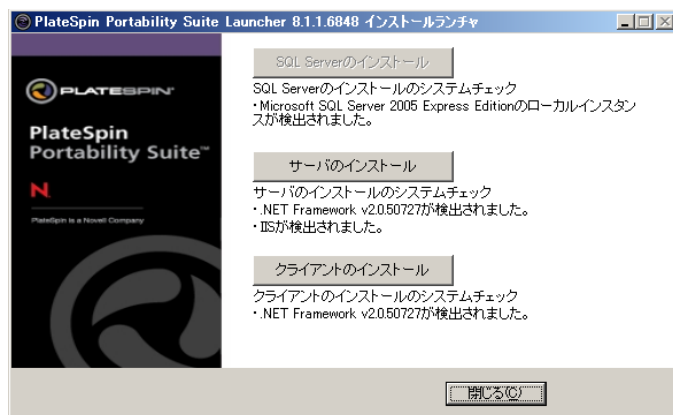 PlateSpin Portability Suite Launcher 8.1.1.6848 インストールランチャ
PLATESPIN
PlateSpin
Portability Suite™
N
PlateSpin is a Novell Company
SQL Serverのインストール
SQL Serverのインストールのシステムチェック
・Microsoft SQL Server 2005 Express Editionのローカルインスタン
スが検出されました。
サーバのインストール
サーバのインストールのシステムチェック
・.NET Framework v2.0.50727が検出されました。
・IISが検出されました。
クライアントのインストール
クライアントのインストールのシステムチェック
・.NET Framework v2.0.50727が検出されました。
閉じる(C)